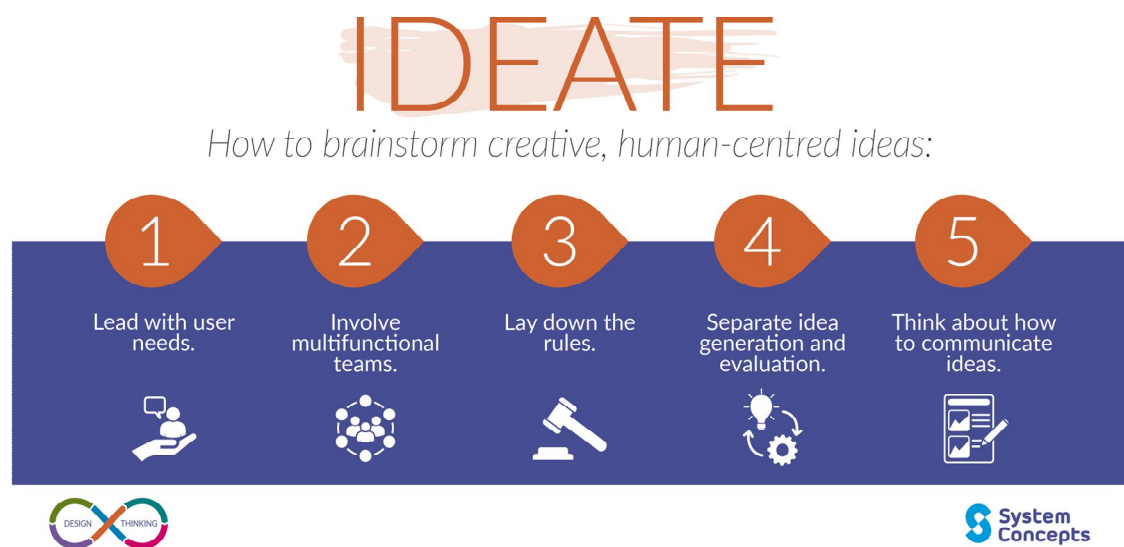 IDEATE
How to brainstorm creative, human-centred ideas:
1
Lead with user
needs.
2
Involve
multifunctional
teams.
3
Lay down the
rules.
4
Separate idea
generation and
evaluation.
5
Think about how
to communicate
ideas.
DESIGN THINKING
System
Concepts